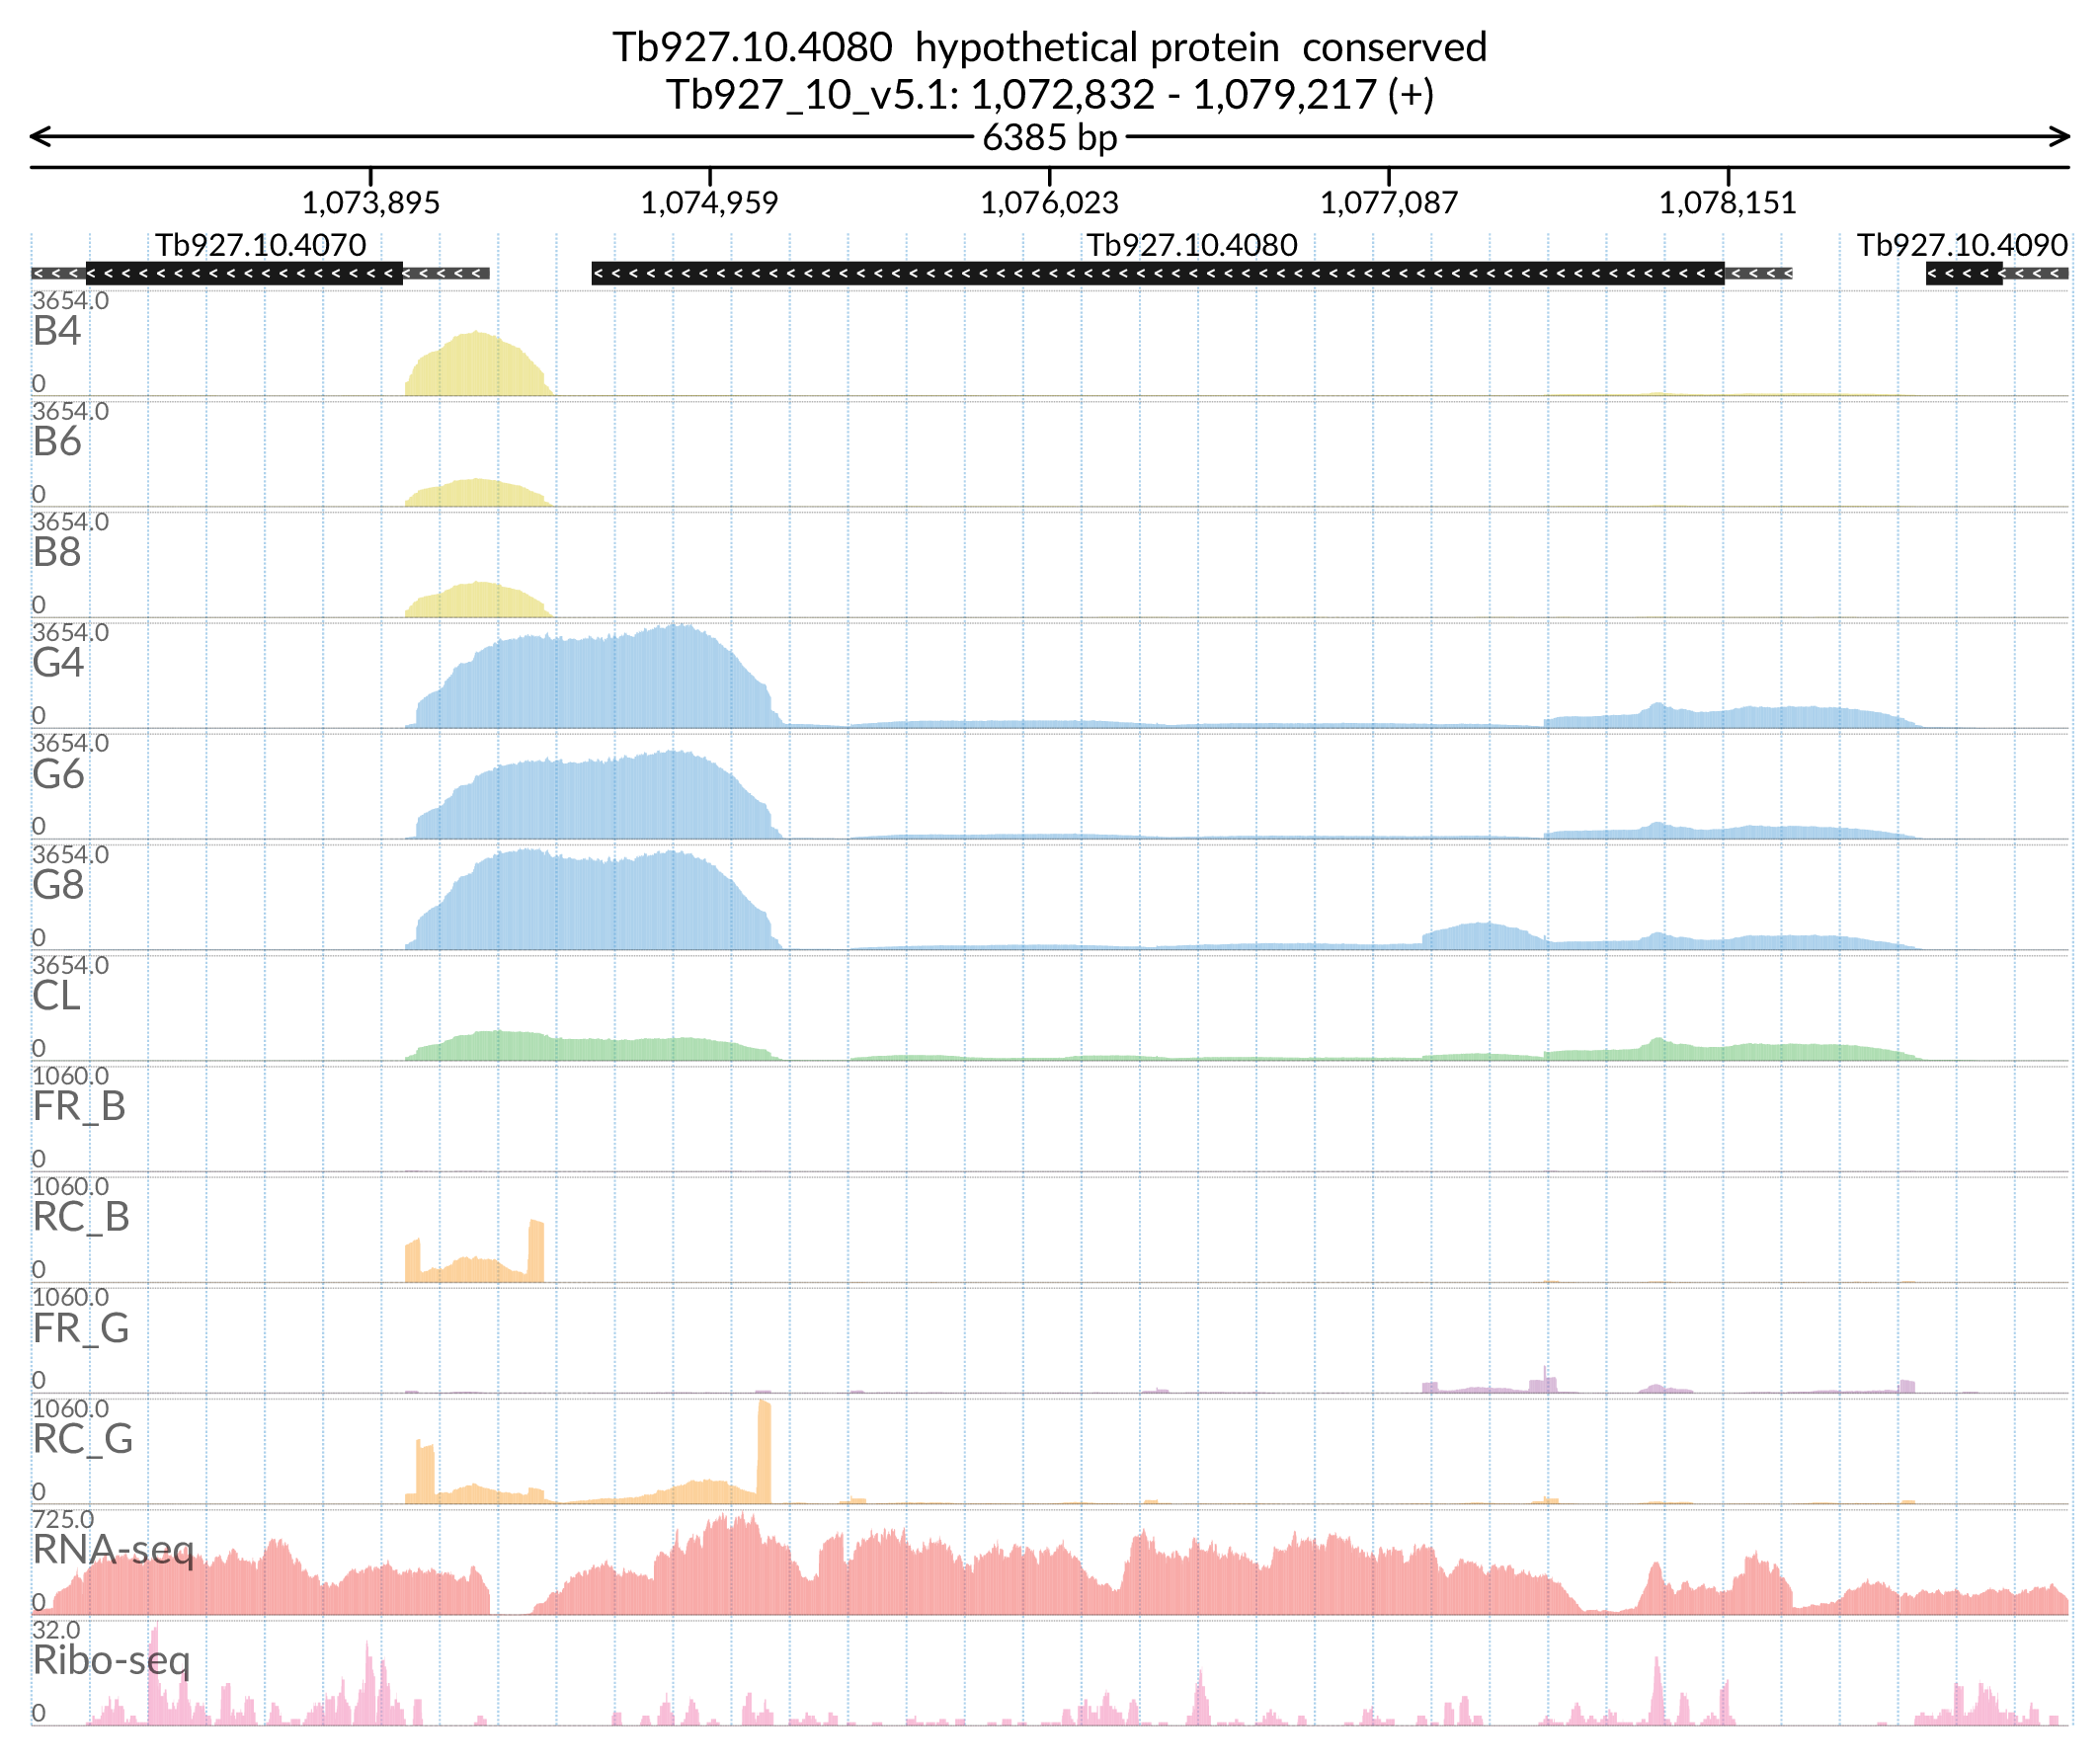 Tb927.10.4080  hypothetical protein  conserved
Tb927_10_v5.1: 1,072,832 - 1,079,217 (+)
6385 bp
1,073,895 1,074,959 1,076,023 1,077,087 1,078,151
Tb927.10.4070 Tb927.10.4080 Tb927.10.4090
3654.0
B4
0
3654.0
B6
0
3654.0
B8
0
3654.0
G4
0
3654.0
G6
0
3654.0
G8
0
3654.0
CL
0
1060.0
FR_B
0
1060.0
RC_B
0
1060.0
FR_G
0
1060.0
RC_G
0
725.0
RNA-seq
0
32.0
Ribo-seq
0